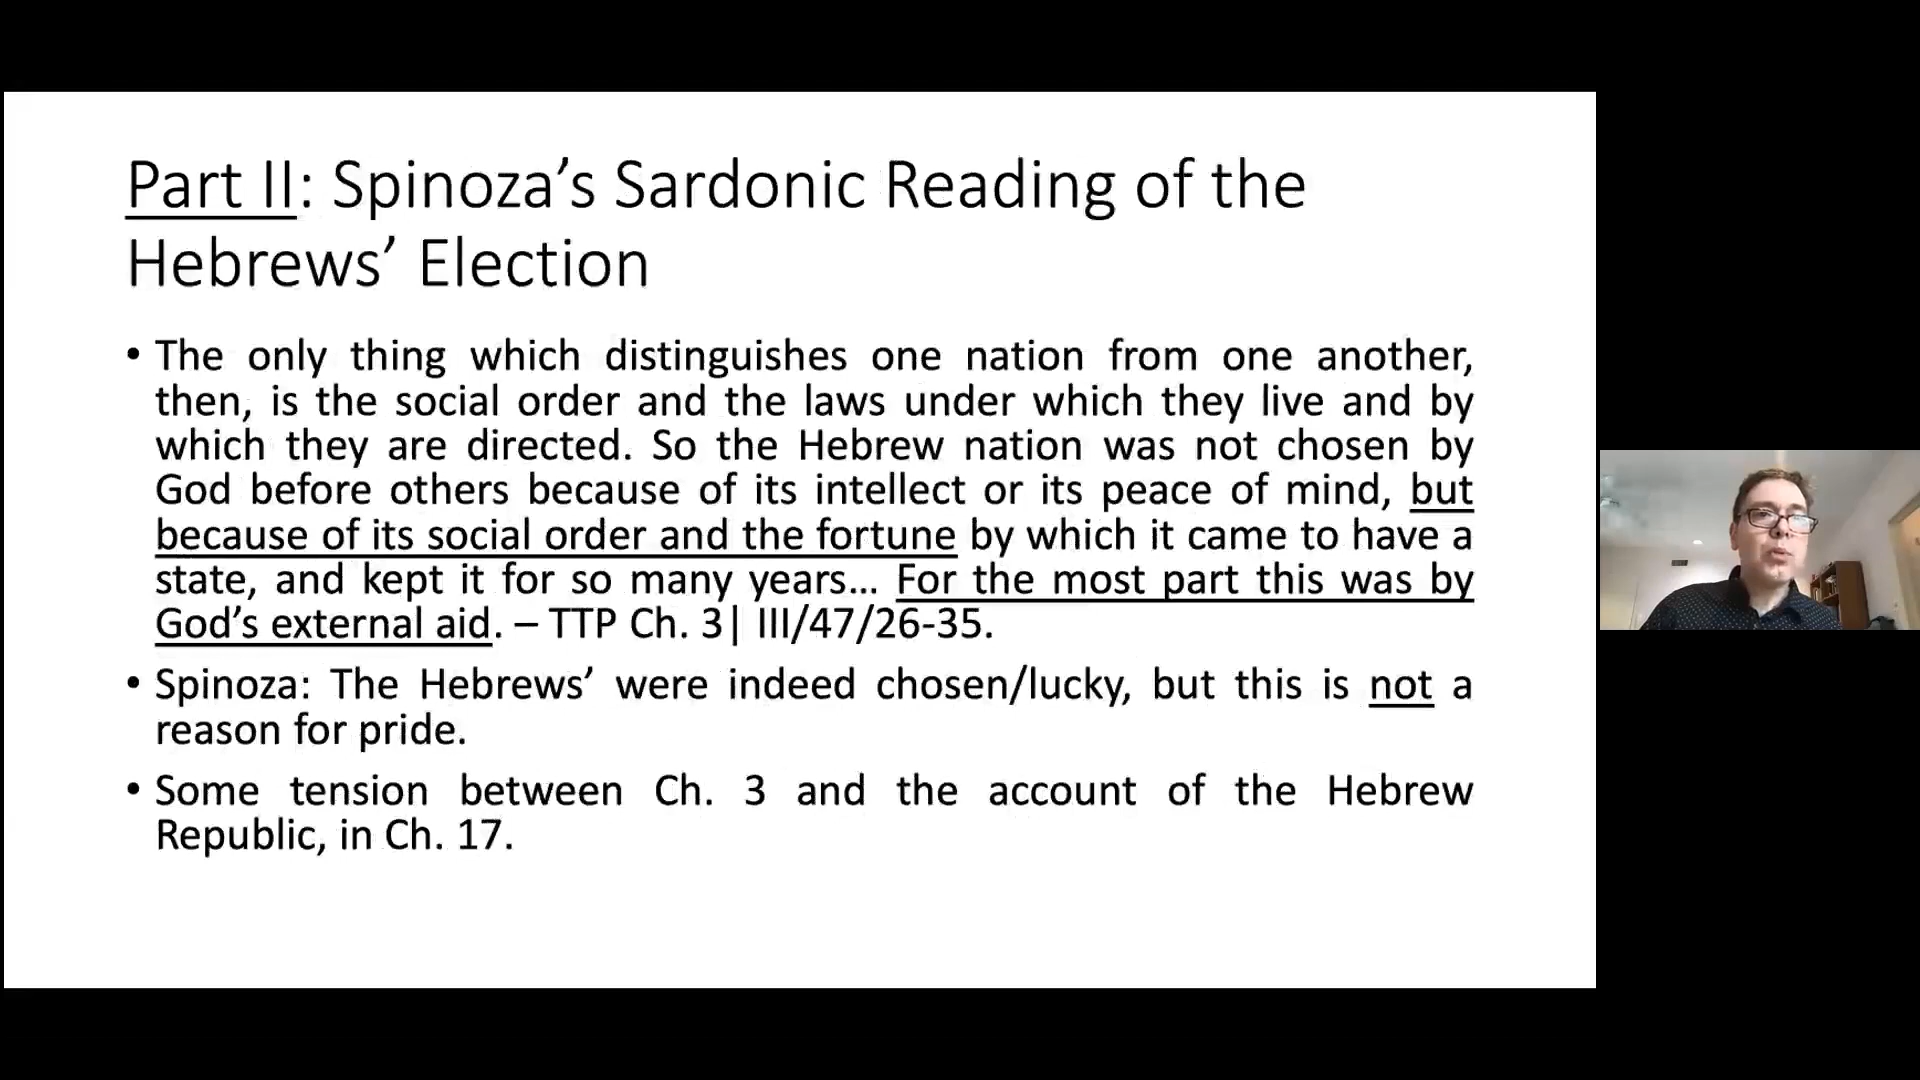 Part II: Spinoza’s Sardonic Reading of the
Hebrews’ Election
• The only thing which distinguishes one nation from one another,
then, is the social order and the laws under which they live and by
which they are directed. So the Hebrew nation was not chosen by
God before others because of its intellect or its peace of mind, but
because of its social order and the fortune by which it came to have a
state, and kept it for so many years… For the most part this was by
God’s external aid. – TTP Ch. 3| III/47/26-35.
• Spinoza: The Hebrews’ were indeed chosen/lucky, but this is not a
reason for pride.
• Some tension between Ch. 3 and the account of the Hebrew
Republic, in Ch. 17.